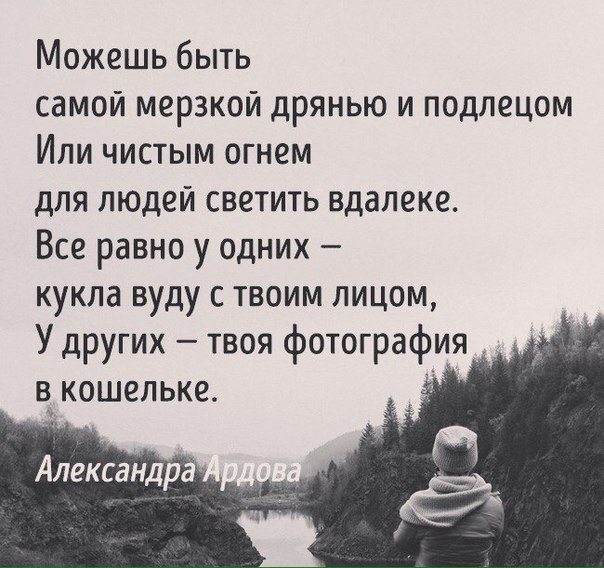 Можешь быть
самой мерзкой дрянью и подлецом
Или чистым огнем
для людей светить вдалеке.
Все равно у одних –
кукла вуду с твоим лицом,
У других – твоя фотография
в кошельке.
Александра Ардова